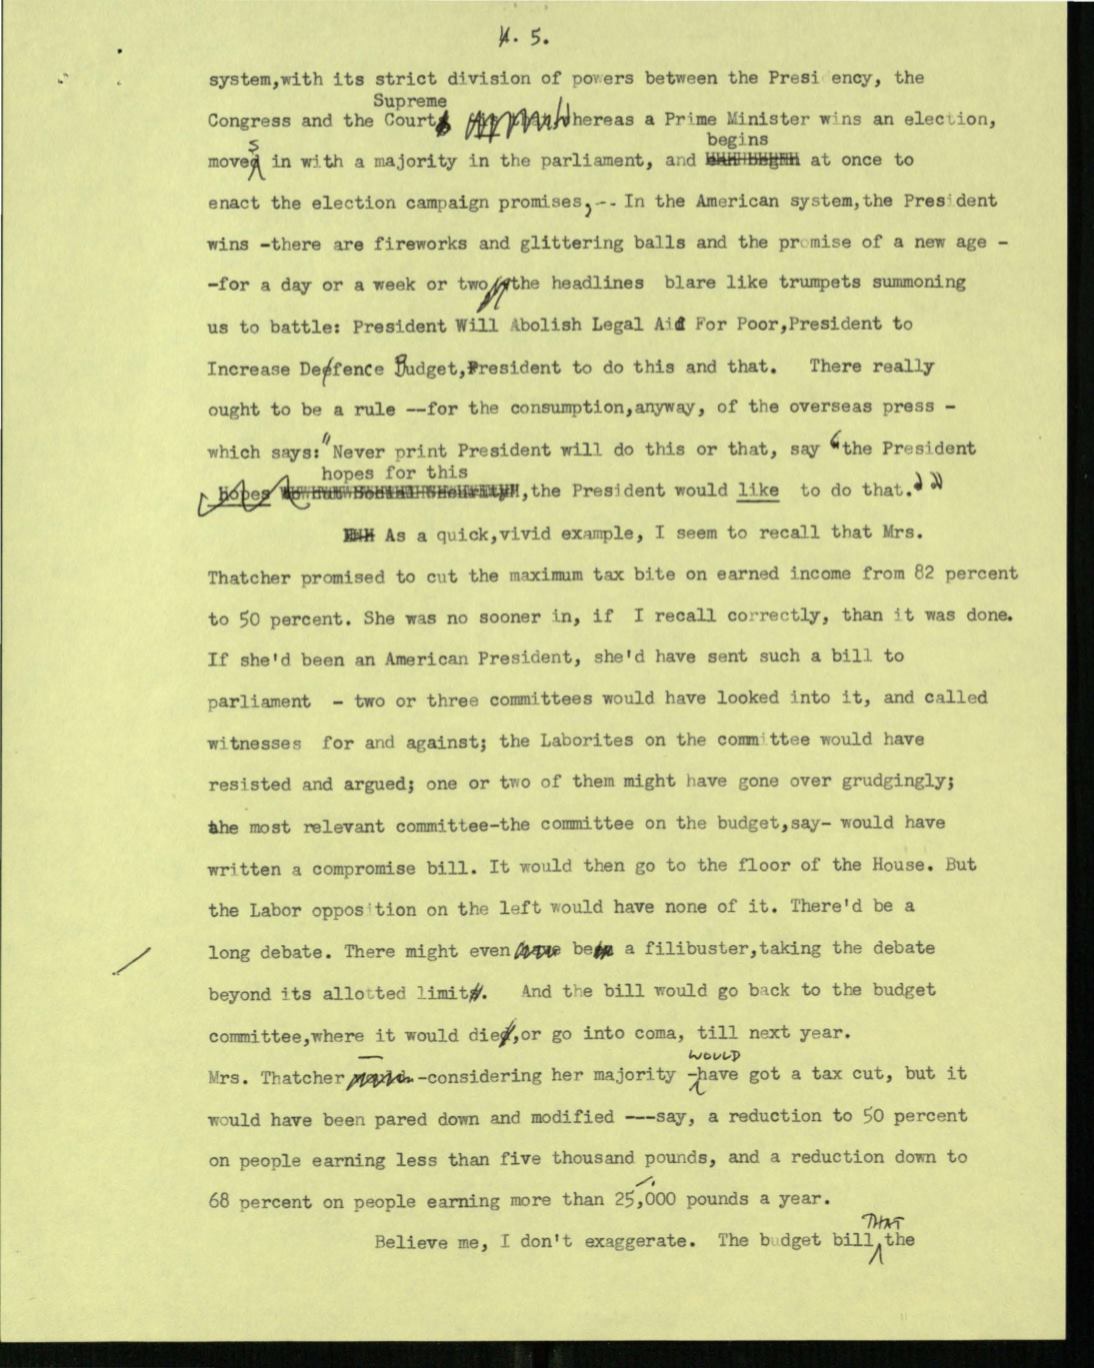 4. 5.
system,with its strict division of powers between the Presi ency, the
Supreme
Congress and the Court whereas a Prime Minister wins an election,
begins
moves in with a majority in the parliament, and at once to
enact the election campaign promises,-- In the American system,the President
wins -there are fireworks and glittering balls and the promise of a new age -
-for a day or a week or two the headlines blare like trumpets summoning
us to battle: President Will Abolish Legal Aid For Poor,President to
Increase Defence Budget,President to do this and that. There really
ought to be a rule --for the consumption,anyway, of the overseas press -
which says:"Never print President will do this or that, say "the President
hopes for this
hopes to cut Social Security,the President would like to do that."
As a quick,vivid example, I seem to recall that Mrs.
Thatcher promised to cut the maximum tax bite on earned income from 82 percent
to 50 percent. She was no sooner in, if I recall correctly, than it was done.
If she'd been an American President, she'd have sent such a bill to
parliament - two or three committees would have looked into it, and called
witnesses for and against; the Laborites on the committee would have
resisted and argued; one or two of them might have gone over grudgingly;
the most relevant committee-the committee on the budget,say- would have
written a compromise bill. It would then go to the floor of the House. But
the Labor opposition on the left would have none of it. There'd be a
long debate. There might even be a filibuster,taking the debate
beyond its allotted limit. And the bill would go back to the budget
committee,where it would die,or go into coma, till next year.
WOULD
Mrs. Thatcher -considering her majority -have got a tax cut, but it
would have been pared down and modified ---say, a reduction to 50 percent
on people earning less than five thousand pounds, and a reduction down to
68 percent on people earning more than 25,000 pounds a year.
THAT
Believe me, I don't exaggerate. The budget bill the